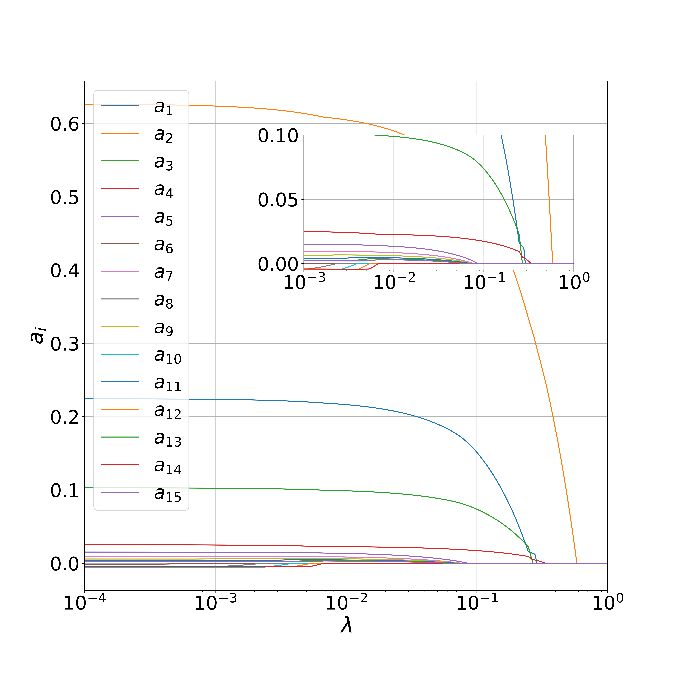 a₁
a₂
a₃
a₄
a₅
a₆
a₇
a₈
a₉
a₁₀
a₁₁
a₁₂
a₁₃
a₁₄
a₁₅
0.10
0.05
0.00
10⁻³ 10⁻² 10⁻¹ 10⁰
0.6
0.5
0.4
0.3
0.2
0.1
0.0
aᵢ
10⁻⁴ 10⁻³ 10⁻² 10⁻¹ 10⁰
λ